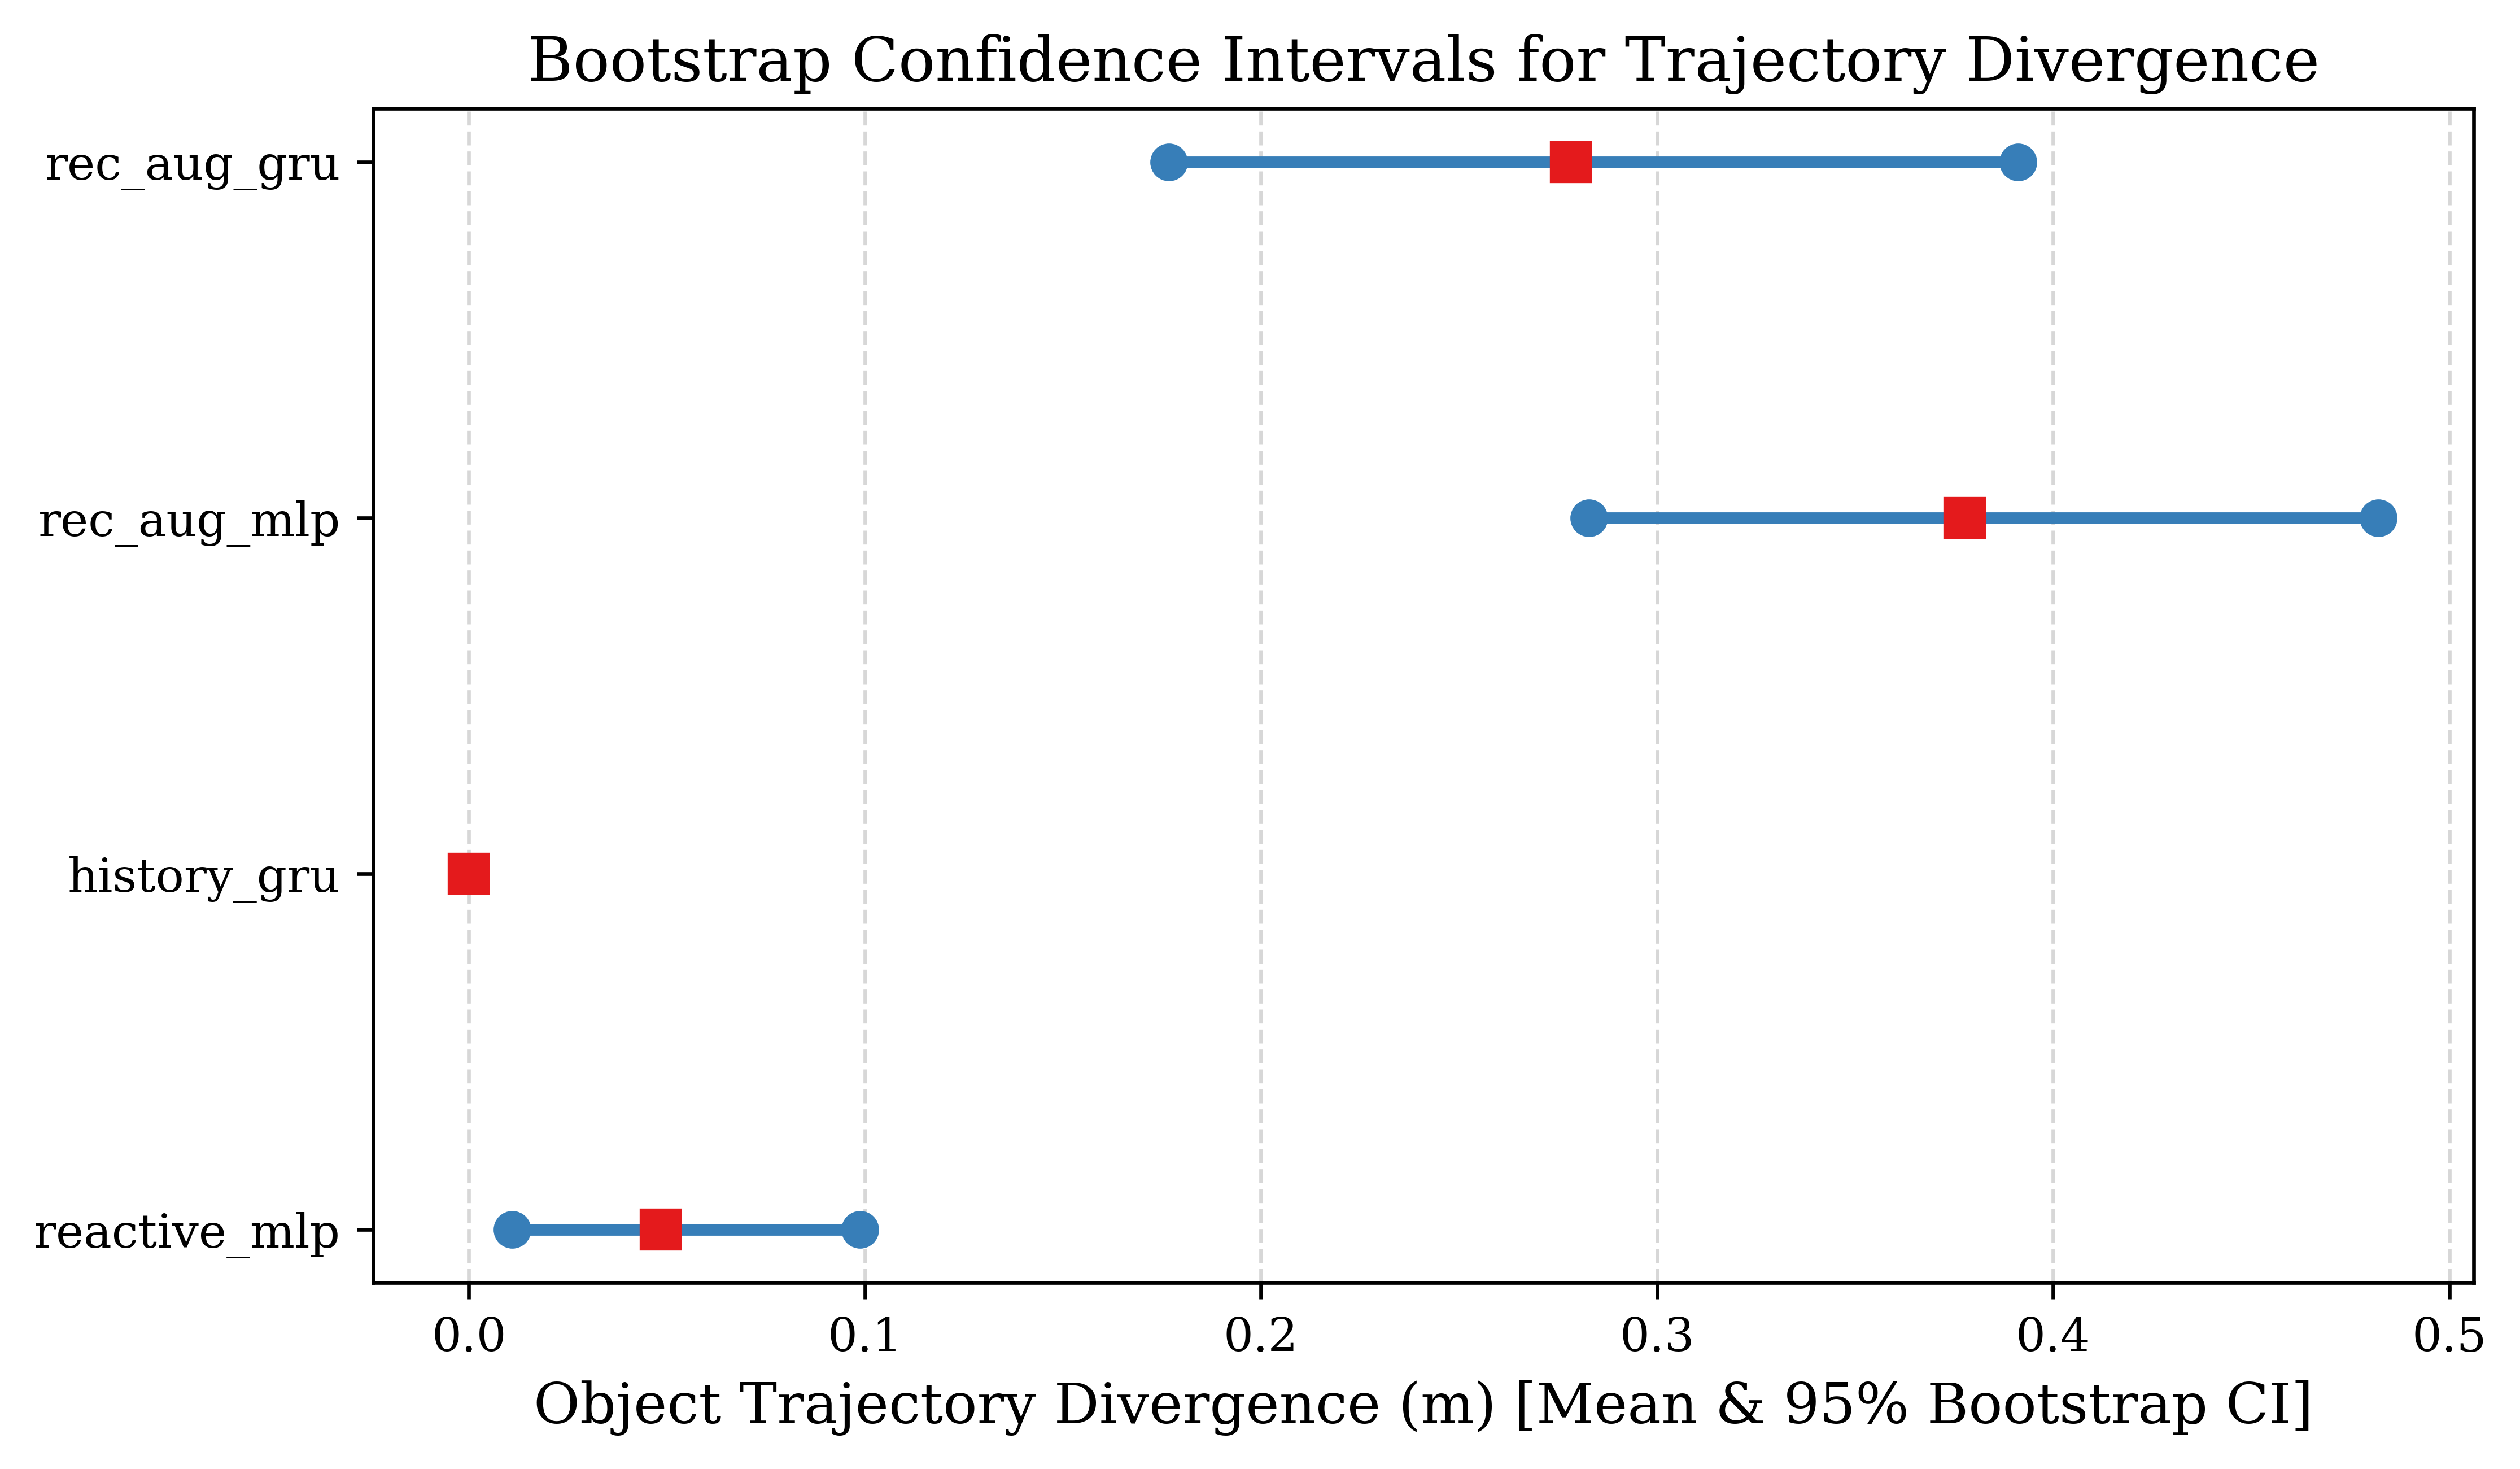 Bootstrap Confidence Intervals for Trajectory Divergence
rec_aug_gru
rec_aug_mlp
history_gru
reactive_mlp
0.0 0.1 0.2 0.3 0.4 0.5
Object Trajectory Divergence (m) [Mean & 95% Bootstrap CI]